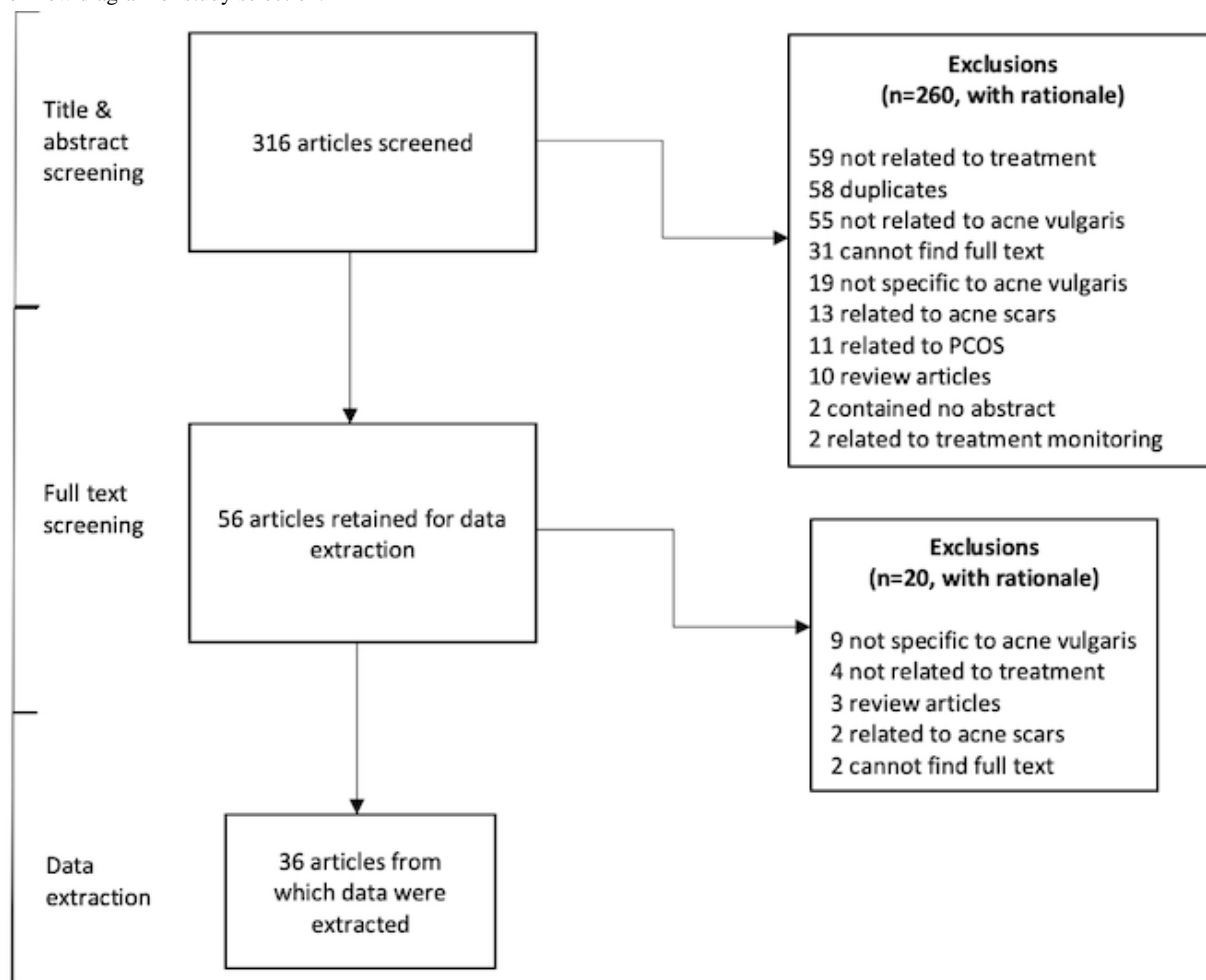 Title &
abstract
screening
316 articles screened
Exclusions
(n=260, with rationale)
59 not related to treatment
58 duplicates
55 not related to acne vulgaris
31 cannot find full text
19 not specific to acne vulgaris
13 related to acne scars
11 related to PCOS
10 review articles
2 contained no abstract
2 related to treatment monitoring
Full text
screening
56 articles retained for data
extraction
Exclusions
(n=20, with rationale)
9 not specific to acne vulgaris
4 not related to treatment
3 review articles
2 related to acne scars
2 cannot find full text
Data
extraction
36 articles from
which data were
extracted